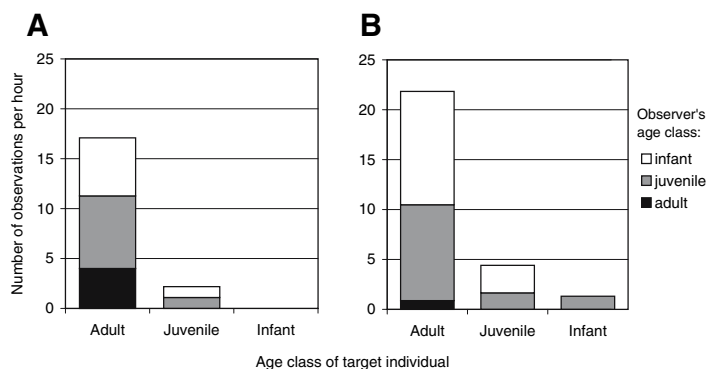 A
B
Number of observations per hour
25
20
15
10
5
0
Adult
Juvenile
Infant
25
20
15
10
5
0
Adult
Juvenile
Infant
Observer's
age class:
infant
juvenile
adult
Age class of target individual